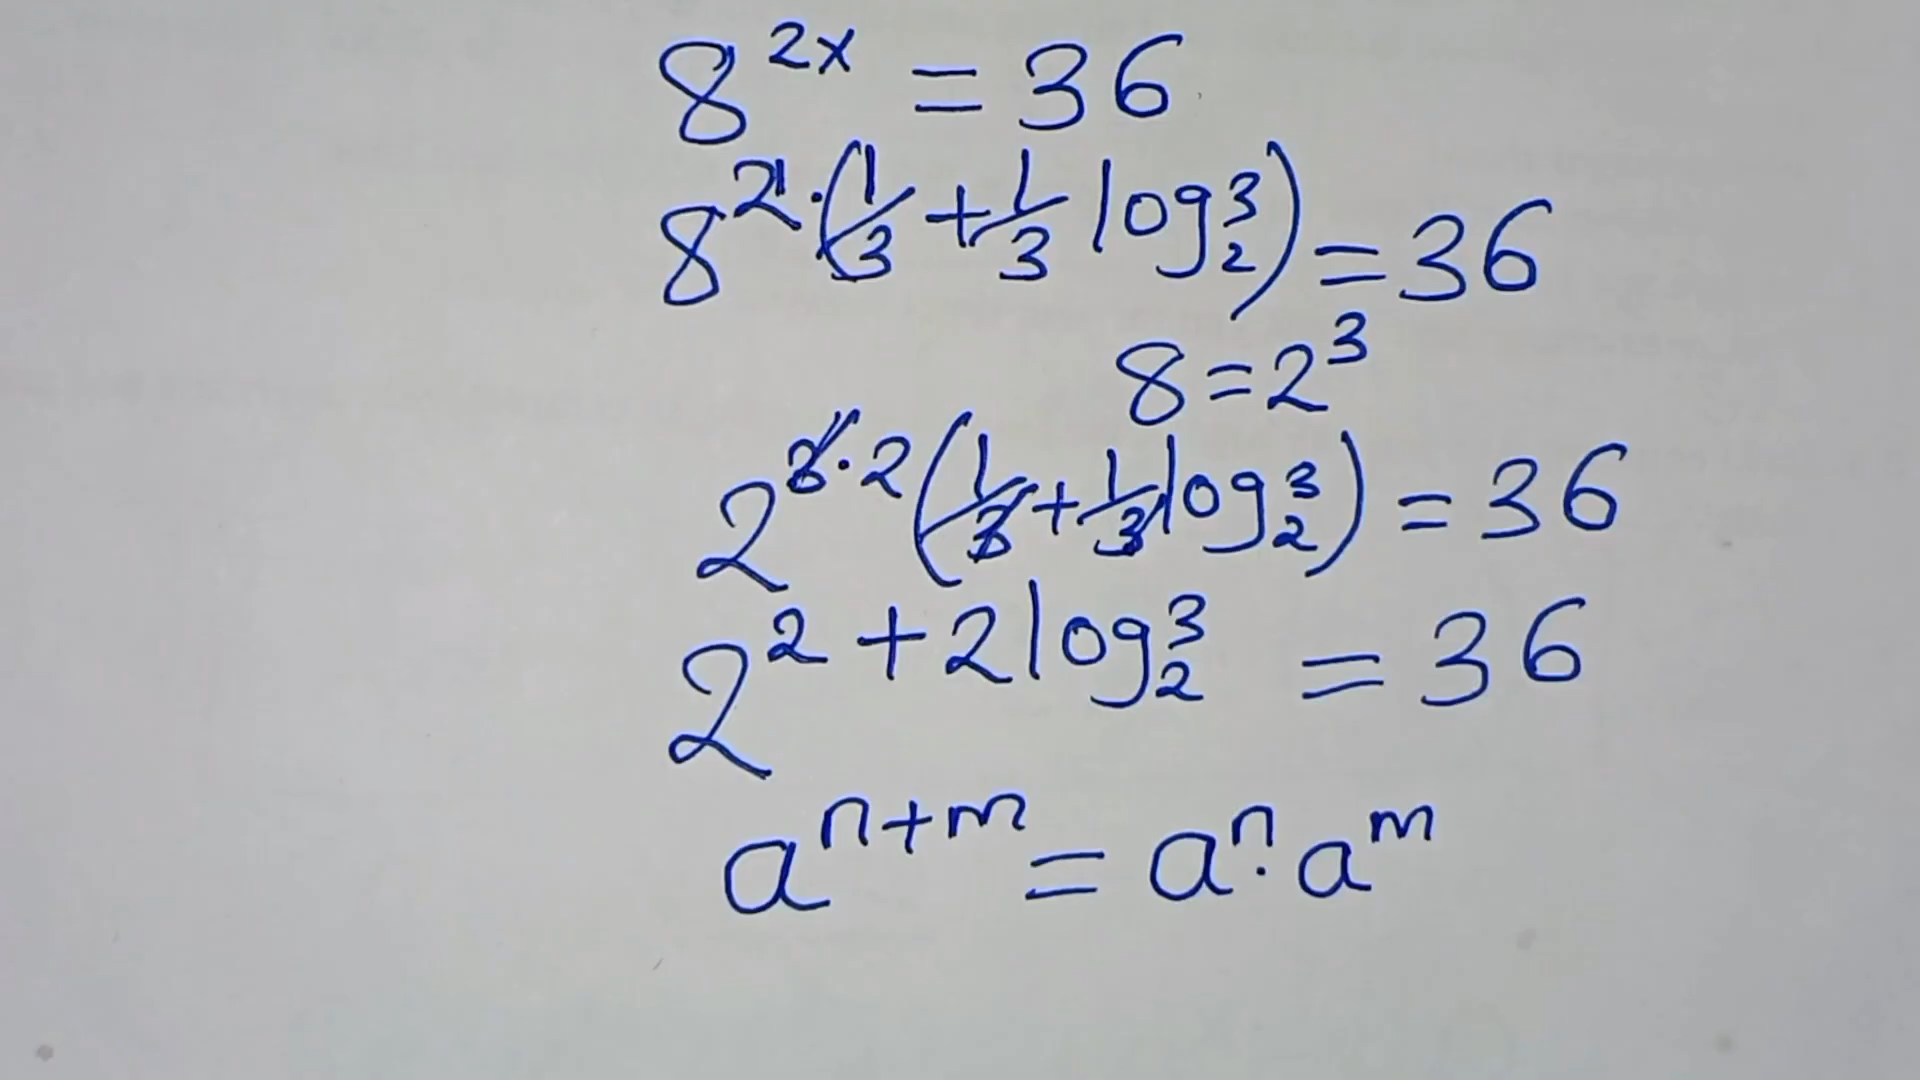 8^{2x} = 36
8^{2·(1/3 + 1/3 log_2^3)} = 36
8 = 2^3
2^{3·2(1/3 + 1/3 log_2^3)} = 36
2^{2 + 2 log_2^3} = 36
a^{n+m} = a^n · a^m